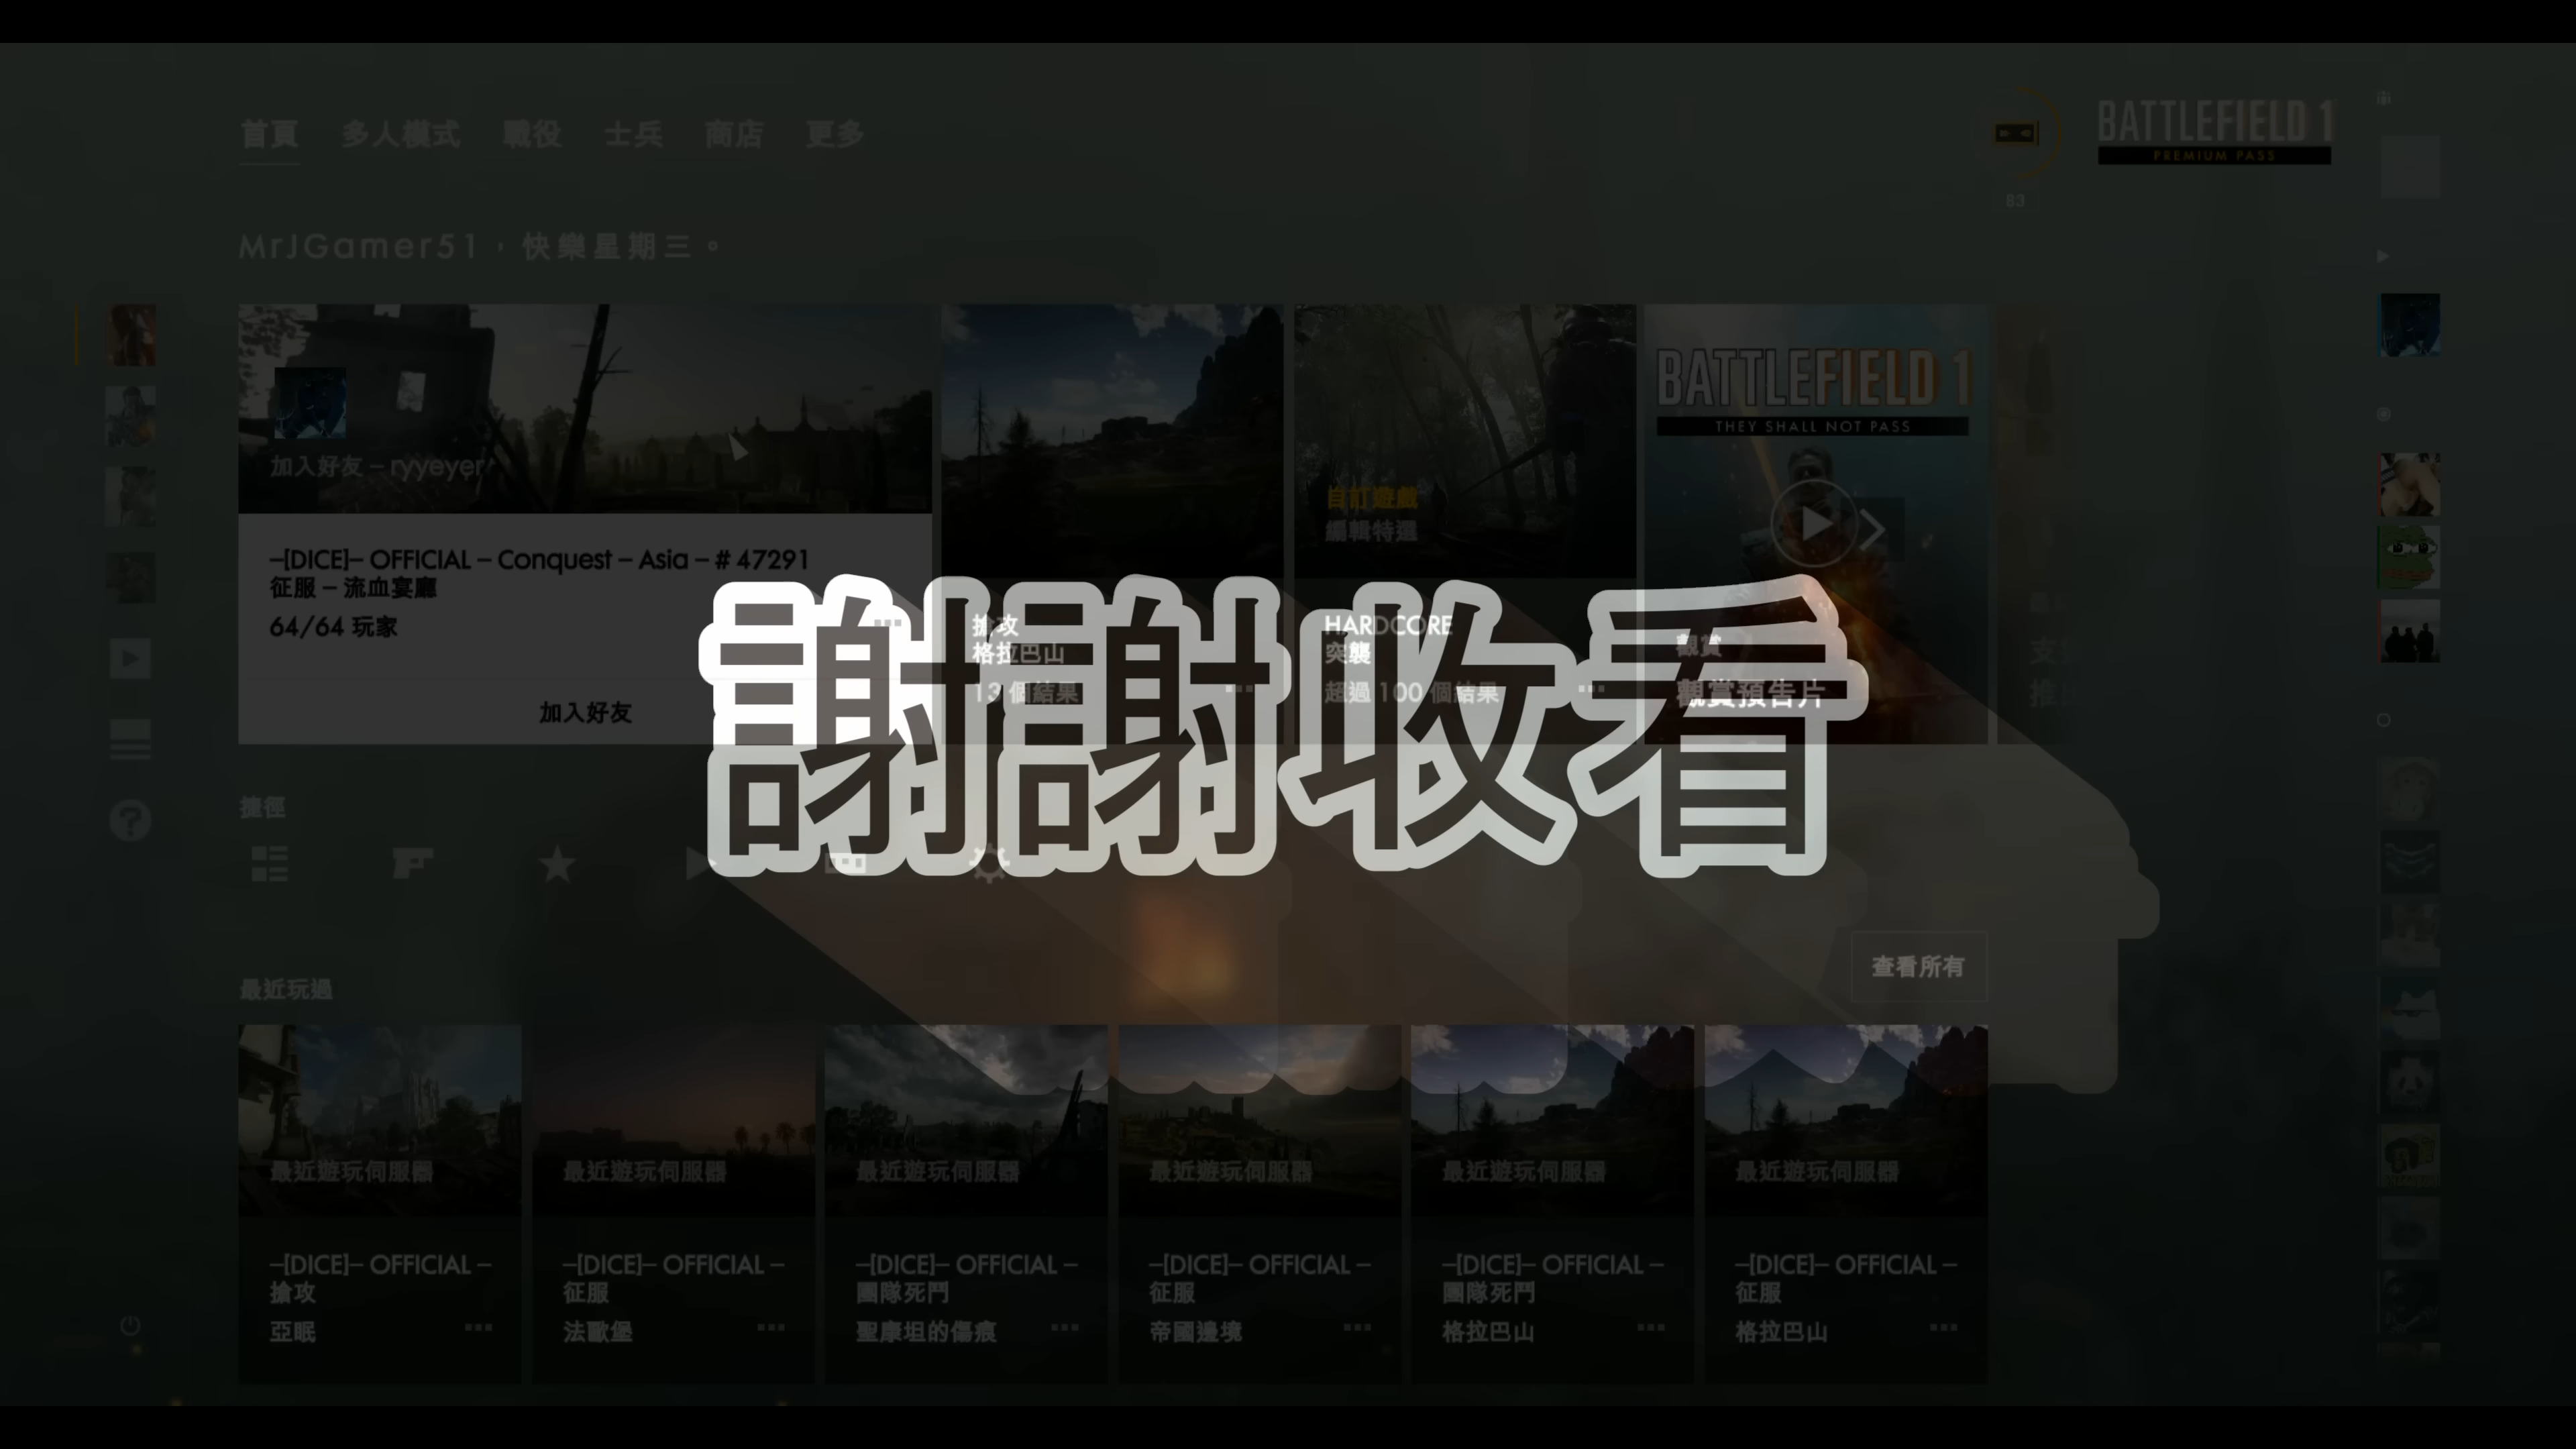 首頁 多人模式 戰役 士兵 商店 更多
BATTLEFIELD 1
PREMIUM PASS
83
MrJGamer51，快樂星期三。
加入好友 – ryyeyer
–[DICE]– OFFICIAL – Conquest – Asia – # 47291
征服 – 流血宴廳
64/64 玩家
加入好友
搶攻
格拉巴山
13 個結果
自訂遊戲
編輯特選
HARDCORE
突襲
超過 100 個結果
BATTLEFIELD 1
THEY SHALL NOT PASS
觀賞
觀賞預告片
謝謝收看
捷徑
最近玩過
查看所有
最近遊玩伺服器
–[DICE]– OFFICIAL –
搶攻
亞眠
最近遊玩伺服器
–[DICE]– OFFICIAL –
征服
法歐堡
最近遊玩伺服器
–[DICE]– OFFICIAL –
團隊死鬥
聖康坦的傷痕
最近遊玩伺服器
–[DICE]– OFFICIAL –
征服
帝國邊境
最近遊玩伺服器
–[DICE]– OFFICIAL –
團隊死鬥
格拉巴山
最近遊玩伺服器
–[DICE]– OFFICIAL –
征服
格拉巴山